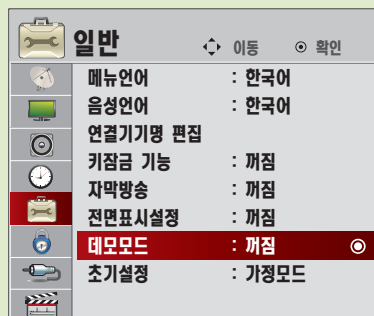 일반 이동 확인
메뉴언어 : 한국어
음성언어 : 한국어
연결기기명 편집
키잠금 기능 : 꺼짐
자막방송 : 꺼짐
전면표시설정 : 꺼짐
데모모드 : 꺼짐
초기설정 : 가정모드